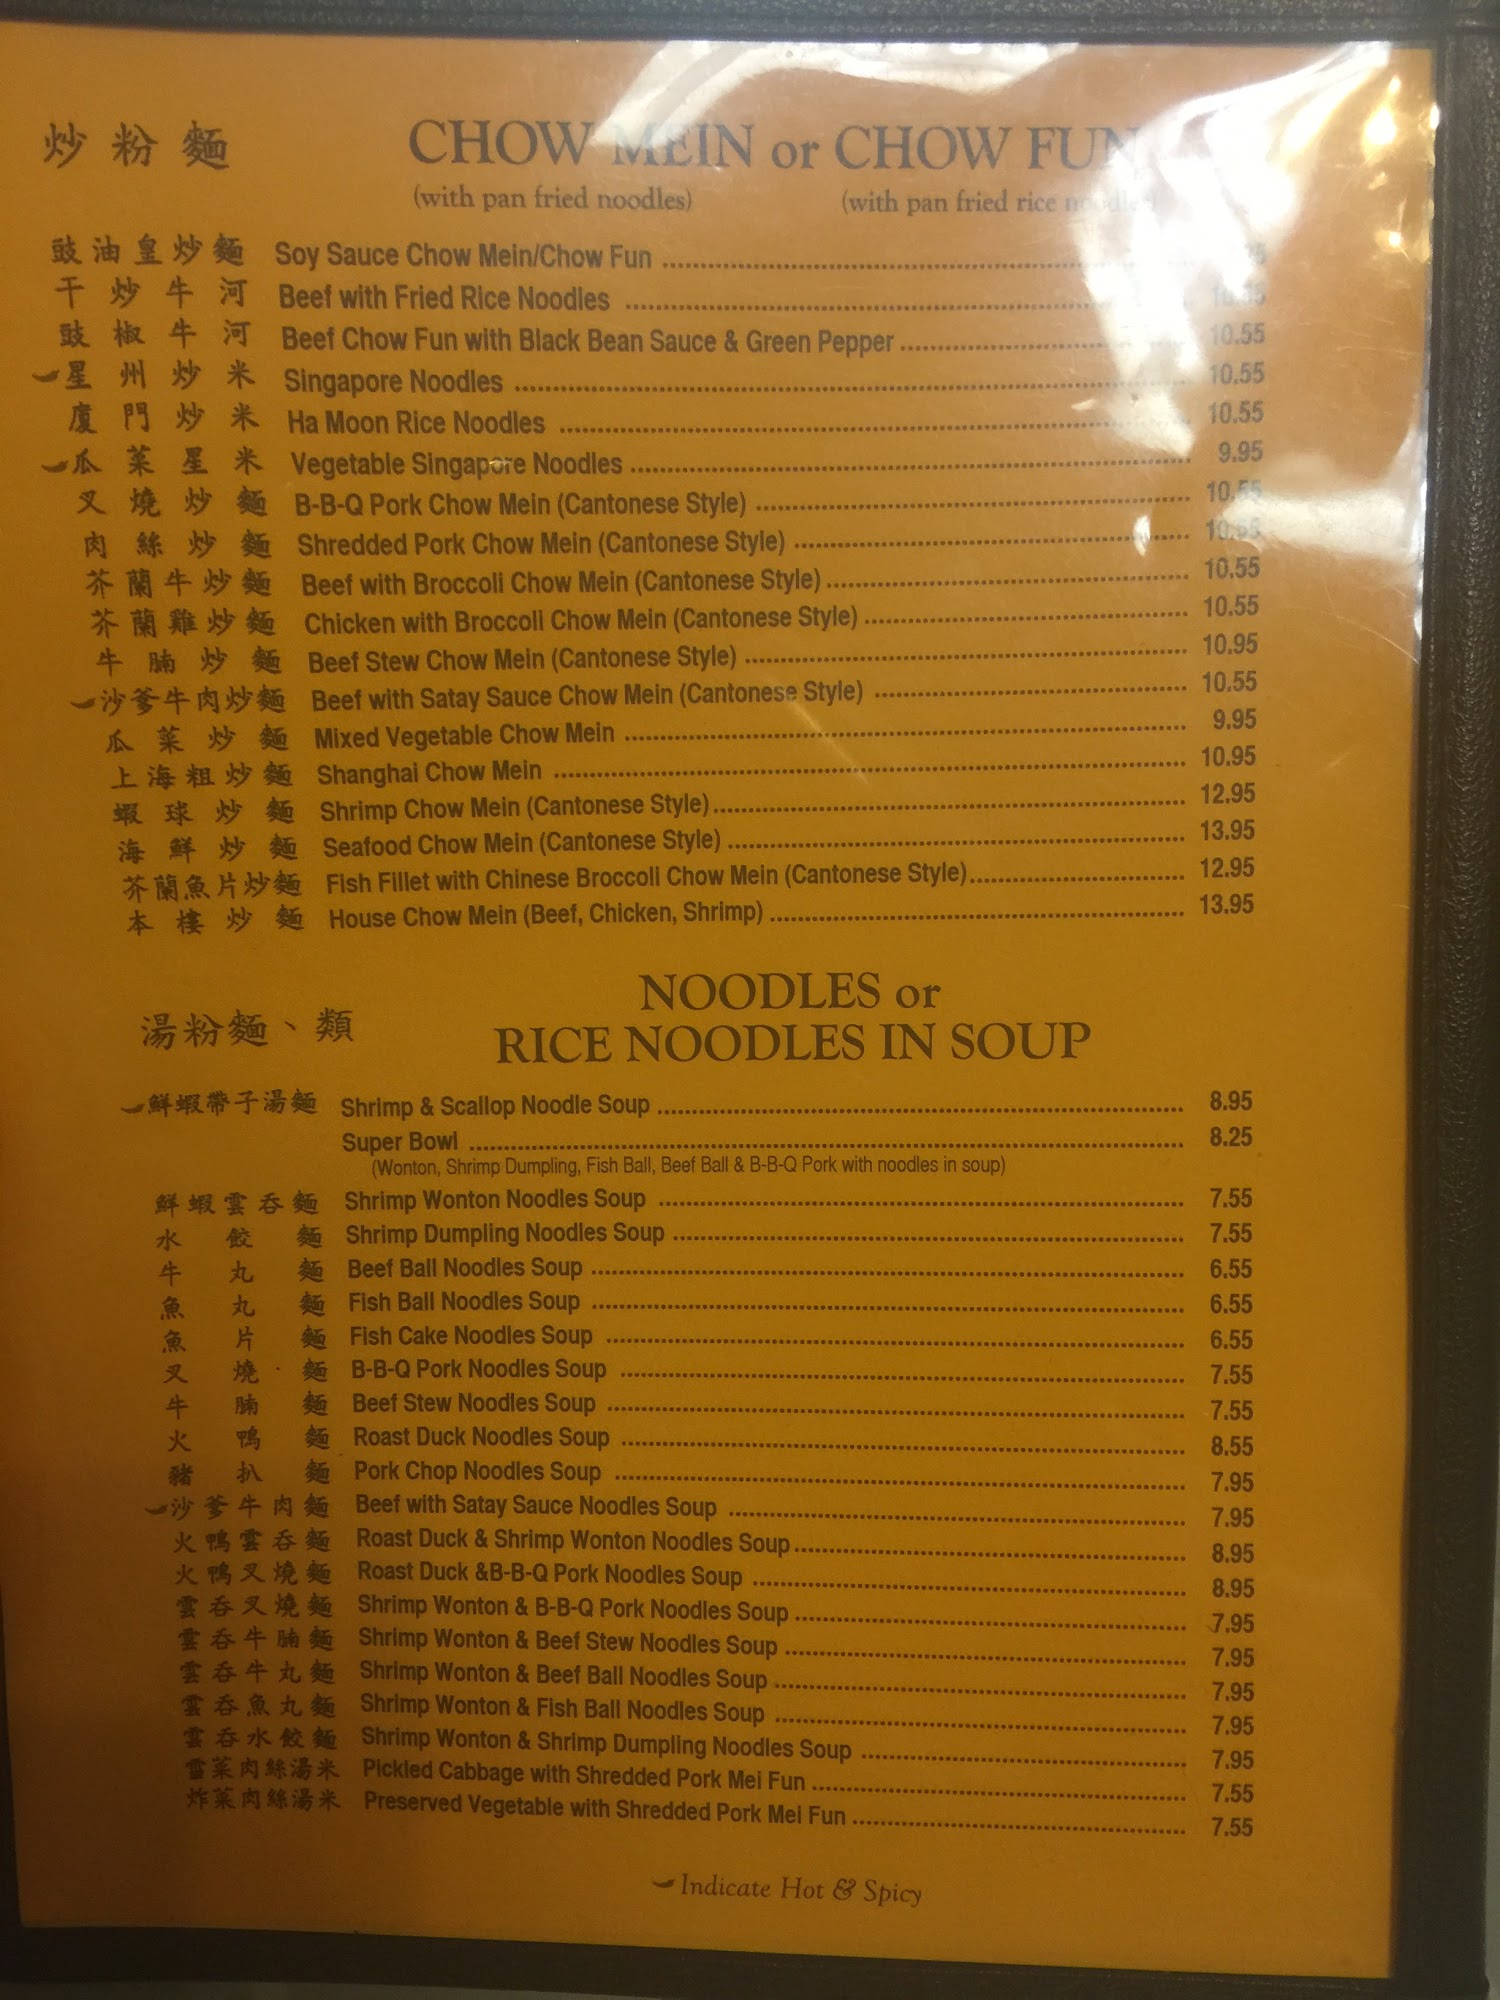 炒粉麵 CHOW MEIN or CHOW FUN
(with pan fried noodles) (with pan fried rice noodles)
豉油皇炒麵 Soy Sauce Chow Mein/Chow Fun
干炒牛河 Beef with Fried Rice Noodles
豉椒牛河 Beef Chow Fun with Black Bean Sauce & Green Pepper 10.55
星州炒米 Singapore Noodles 10.55
廈門炒米 Ha Moon Rice Noodles 10.55
瓜菜星米 Vegetable Singapore Noodles 9.95
叉燒炒麵 B-B-Q Pork Chow Mein (Cantonese Style) 10.55
肉絲炒麵 Shredded Pork Chow Mein (Cantonese Style) 10.55
芥蘭牛炒麵 Beef with Broccoli Chow Mein (Cantonese Style) 10.55
芥蘭雞炒麵 Chicken with Broccoli Chow Mein (Cantonese Style) 10.55
牛腩炒麵 Beef Stew Chow Mein (Cantonese Style) 10.95
沙爹牛肉炒麵 Beef with Satay Sauce Chow Mein (Cantonese Style) 10.55
瓜菜炒麵 Mixed Vegetable Chow Mein 9.95
上海粗炒麵 Shanghai Chow Mein 10.95
蝦球炒麵 Shrimp Chow Mein (Cantonese Style) 12.95
海鮮炒麵 Seafood Chow Mein (Cantonese Style) 13.95
芥蘭魚片炒麵 Fish Fillet with Chinese Broccoli Chow Mein (Cantonese Style) 12.95
本樓炒麵 House Chow Mein (Beef, Chicken, Shrimp) 13.95
NOODLES or
湯粉麵、類 RICE NOODLES IN SOUP
鮮蝦帶子湯麵 Shrimp & Scallop Noodle Soup 8.95
Super Bowl 8.25
(Wonton, Shrimp Dumpling, Fish Ball, Beef Ball & B-B-Q Pork with noodles in soup)
鮮蝦雲吞麵 Shrimp Wonton Noodles Soup 7.55
水餃麵 Shrimp Dumpling Noodles Soup 7.55
牛丸麵 Beef Ball Noodles Soup 6.55
魚丸麵 Fish Ball Noodles Soup 6.55
魚片麵 Fish Cake Noodles Soup 6.55
叉燒麵 B-B-Q Pork Noodles Soup 7.55
牛腩麵 Beef Stew Noodles Soup 7.55
火鴨麵 Roast Duck Noodles Soup 8.55
豬扒麵 Pork Chop Noodles Soup 7.95
沙爹牛肉麵 Beef with Satay Sauce Noodles Soup 7.95
火鴨雲吞麵 Roast Duck & Shrimp Wonton Noodles Soup 8.95
火鴨叉燒麵 Roast Duck &B-B-Q Pork Noodles Soup 8.95
雲吞叉燒麵 Shrimp Wonton & B-B-Q Pork Noodles Soup 7.95
雲吞牛腩麵 Shrimp Wonton & Beef Stew Noodles Soup 7.95
雲吞牛丸麵 Shrimp Wonton & Beef Ball Noodles Soup 7.95
雲吞魚丸麵 Shrimp Wonton & Fish Ball Noodles Soup 7.95
雲吞水餃麵 Shrimp Wonton & Shrimp Dumpling Noodles Soup 7.95
雪菜肉絲湯米 Pickled Cabbage with Shredded Pork Mei Fun 7.55
炸菜肉絲湯米 Preserved Vegetable with Shredded Pork Mei Fun 7.55
Indicate Hot & Spicy